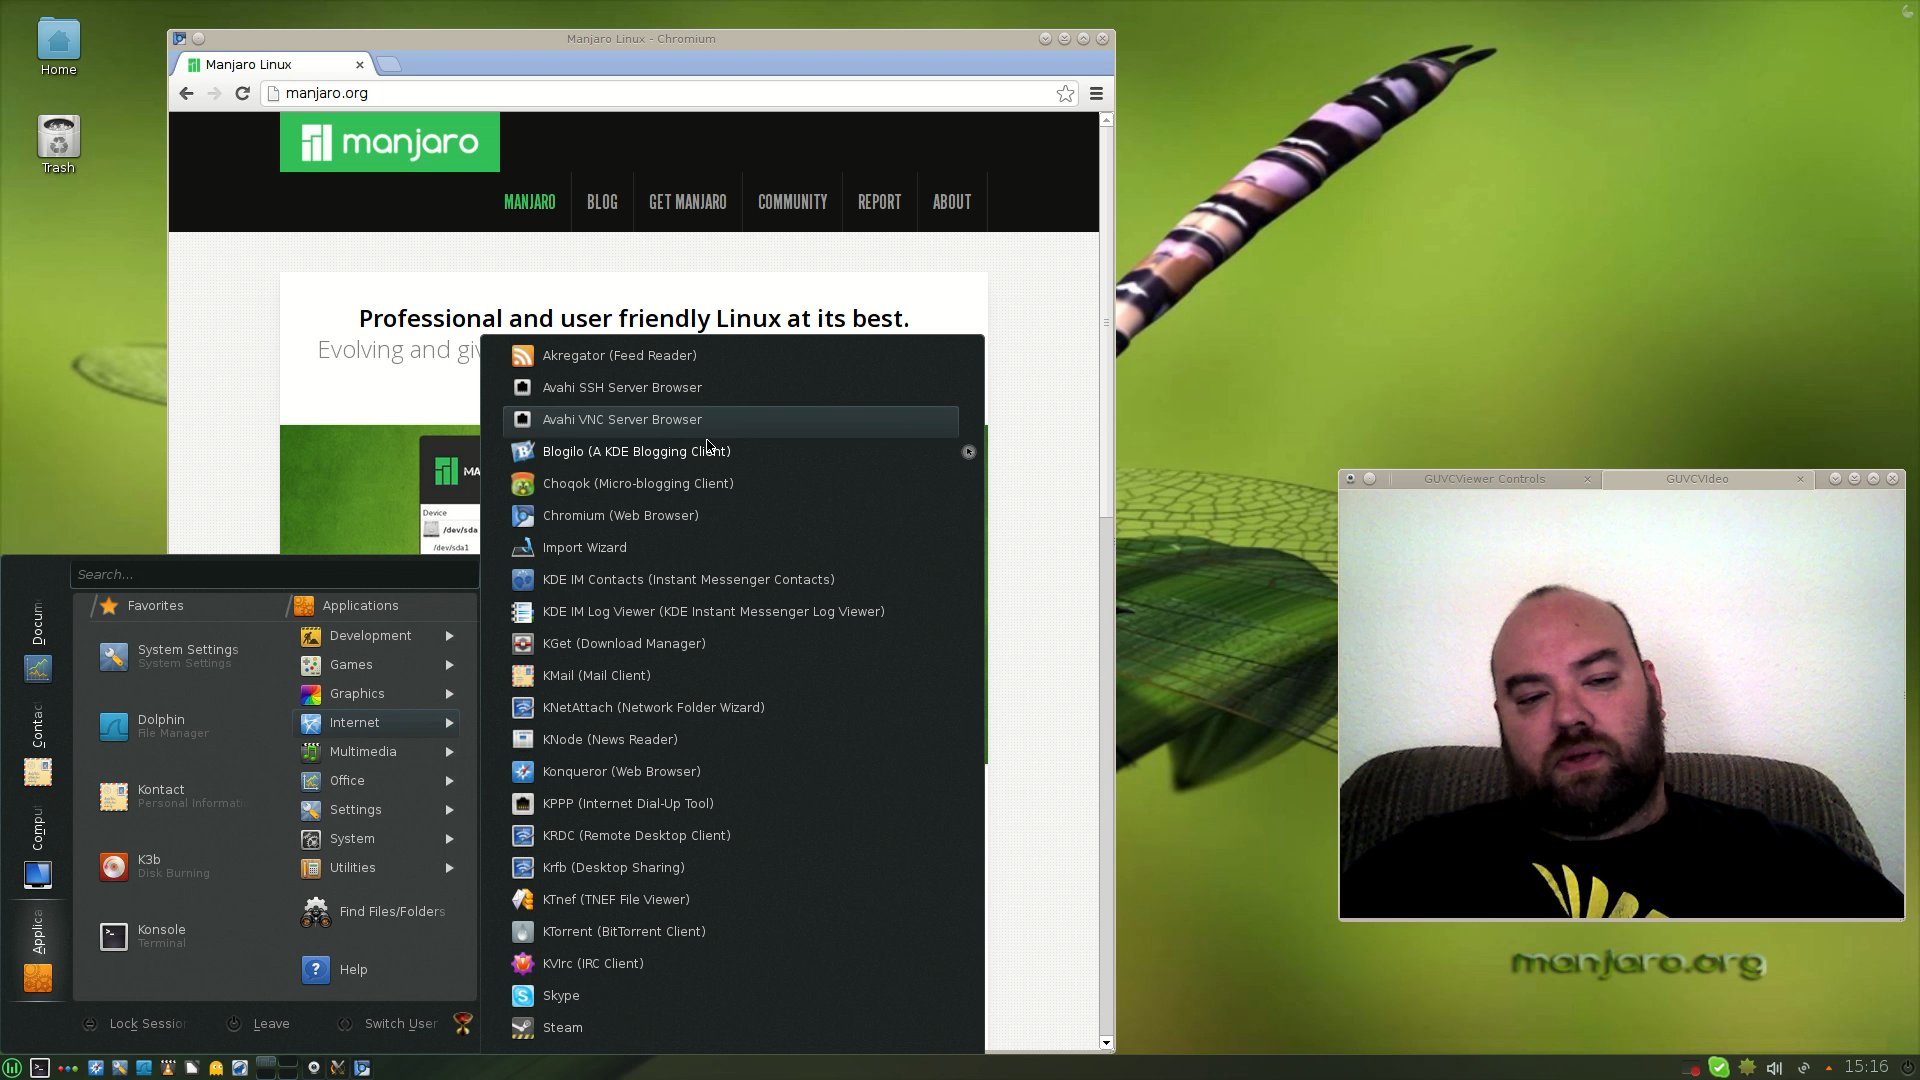 Home
Trash
Manjaro Linux - Chromium
Manjaro Linux
manjaro.org
manjaro
MANJARO
BLOG
GET MANJARO
COMMUNITY
REPORT
ABOUT
Professional and user friendly Linux at its best.
Evolving and gi
MA
Device
/dev/sda
/dev/sda1
Akregator (Feed Reader)
Avahi SSH Server Browser
Avahi VNC Server Browser
Blogilo (A KDE Blogging Client)
Choqok (Micro-blogging Client)
Chromium (Web Browser)
Import Wizard
KDE IM Contacts (Instant Messenger Contacts)
KDE IM Log Viewer (KDE Instant Messenger Log Viewer)
KGet (Download Manager)
KMail (Mail Client)
KNetAttach (Network Folder Wizard)
KNode (News Reader)
Konqueror (Web Browser)
KPPP (Internet Dial-Up Tool)
KRDC (Remote Desktop Client)
Krfb (Desktop Sharing)
KTnef (TNEF File Viewer)
KTorrent (BitTorrent Client)
KVIrc (IRC Client)
Skype
Steam
Search...
Docum
Contac
Compu
Applica
Favorites
System Settings
System Settings
Dolphin
File Manager
Kontact
Personal Informati
K3b
Disk Burning
Konsole
Terminal
Applications
Development
Games
Graphics
Internet
Multimedia
Office
Settings
System
Utilities
Find Files/Folders
Help
Lock Sessio
Leave
Switch User
GUVCViewer Controls
GUVCVideo
manjaro.org
15:16